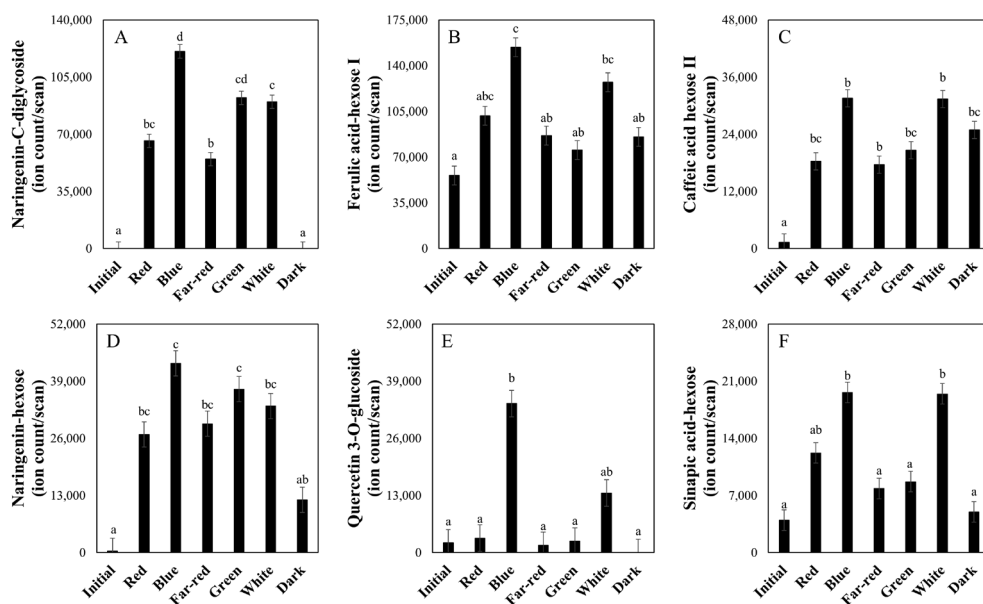 A
Naringenin-C-diglycoside
(ion count/scan)
140,000
105,000
70,000
35,000
0
a
bc
d
b
cd
c
a
Initial
Red
Blue
Far-red
Green
White
Dark
B
Ferulic acid-hexose I
(ion count/scan)
175,000
140,000
105,000
70,000
35,000
0
a
abc
c
ab
ab
bc
ab
Initial
Red
Blue
Far-red
Green
White
Dark
C
Caffeic acid hexose II
(ion count/scan)
48,000
36,000
24,000
12,000
0
a
bc
b
b
bc
b
bc
Initial
Red
Blue
Far-red
Green
White
Dark
D
Naringenin-hexose
(ion count/scan)
52,000
39,000
26,000
13,000
0
a
bc
c
bc
c
bc
ab
Initial
Red
Blue
Far-red
Green
White
Dark
E
Quercetin 3-O-glucoside
(ion count/scan)
52,000
39,000
26,000
13,000
0
a
a
b
a
a
ab
a
Initial
Red
Blue
Far-red
Green
White
Dark
F
Sinapic acid-hexose
(ion count/scan)
28,000
21,000
14,000
7,000
0
a
ab
b
a
a
b
a
Initial
Red
Blue
Far-red
Green
White
Dark